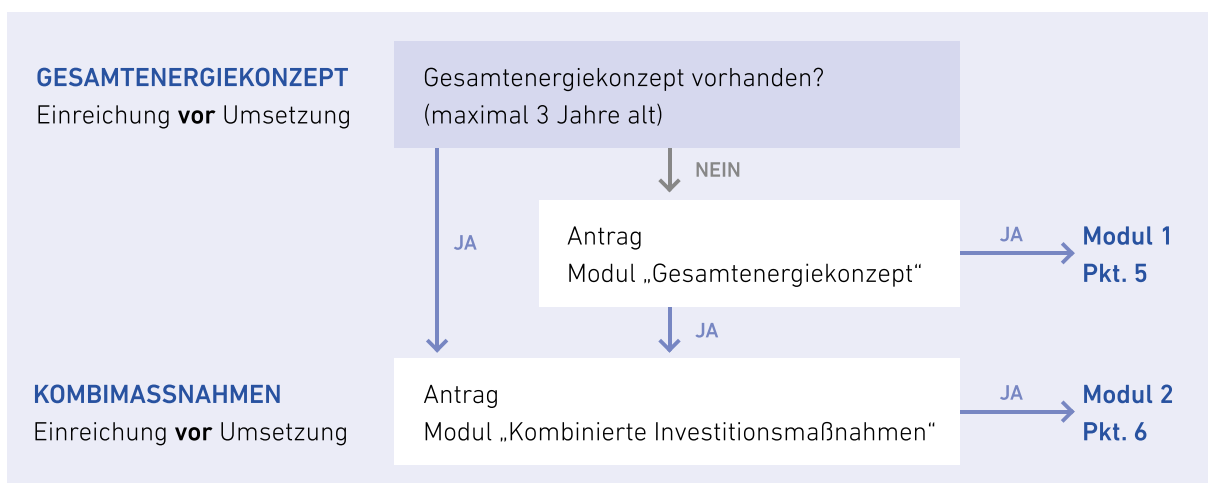 GESAMTENERGIEKONZEPT
Einreichung vor Umsetzung
Gesamtenergiekonzept vorhanden?
(maximal 3 Jahre alt)
NEIN
JA
Antrag
Modul „Gesamtenergiekonzept“
JA
Modul 1
Pkt. 5
JA
KOMBIMASSNAHMEN
Einreichung vor Umsetzung
Antrag
Modul „Kombinierte Investitionsmaßnahmen“
JA
Modul 2
Pkt. 6